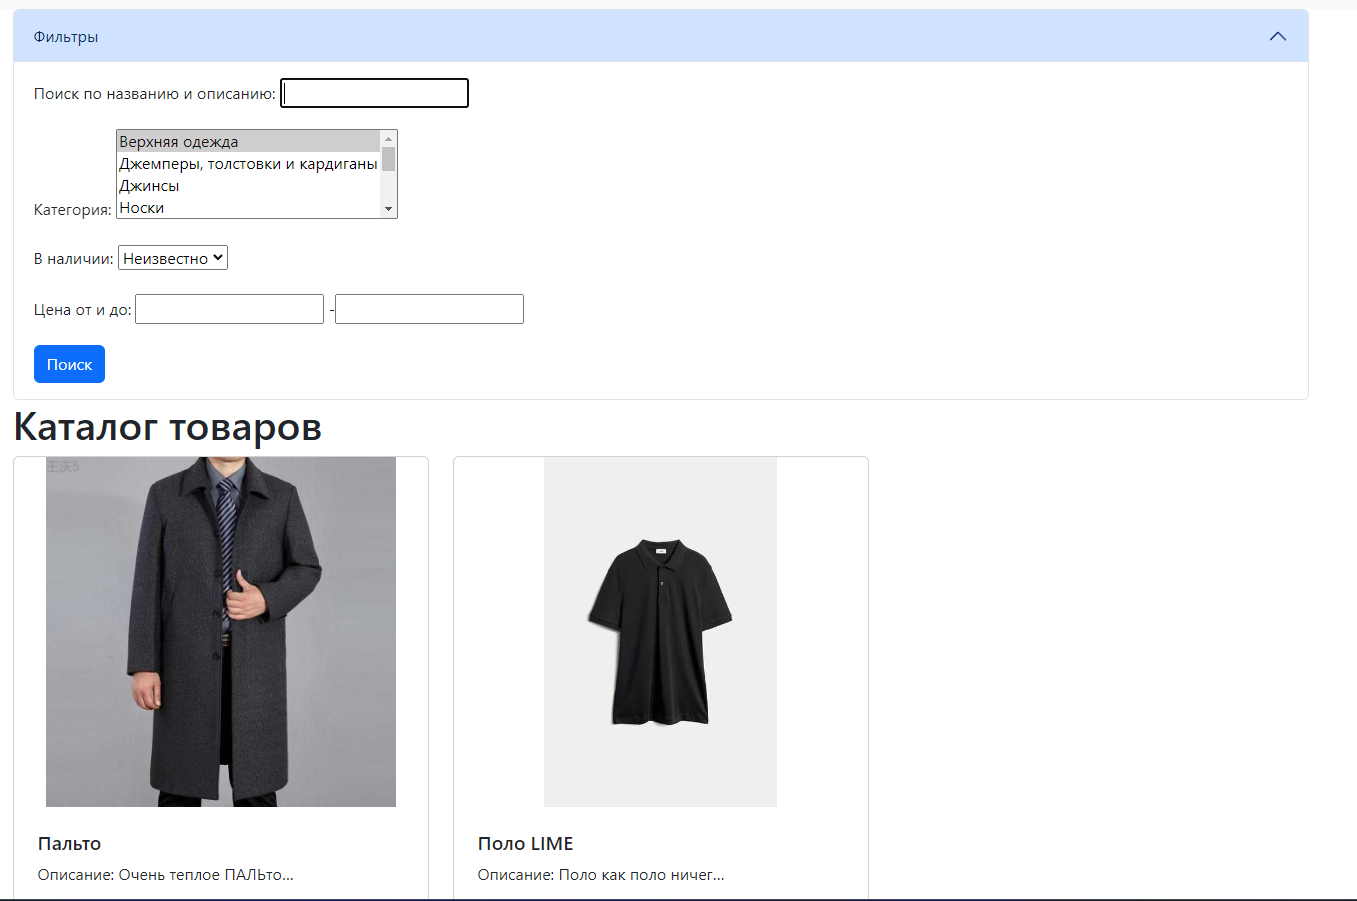 Фильтры
Поиск по названию и описанию:
Верхняя одежда
Джемперы, толстовки и кардиганы
Джинсы
Носки
Категория:
В наличии: Неизвестно
Цена от и до: -
Поиск
Каталог товаров
王庆5
Пальто
Поло LIME
Описание: Очень теплое ПАЛЬто...
Описание: Поло как поло ничег...